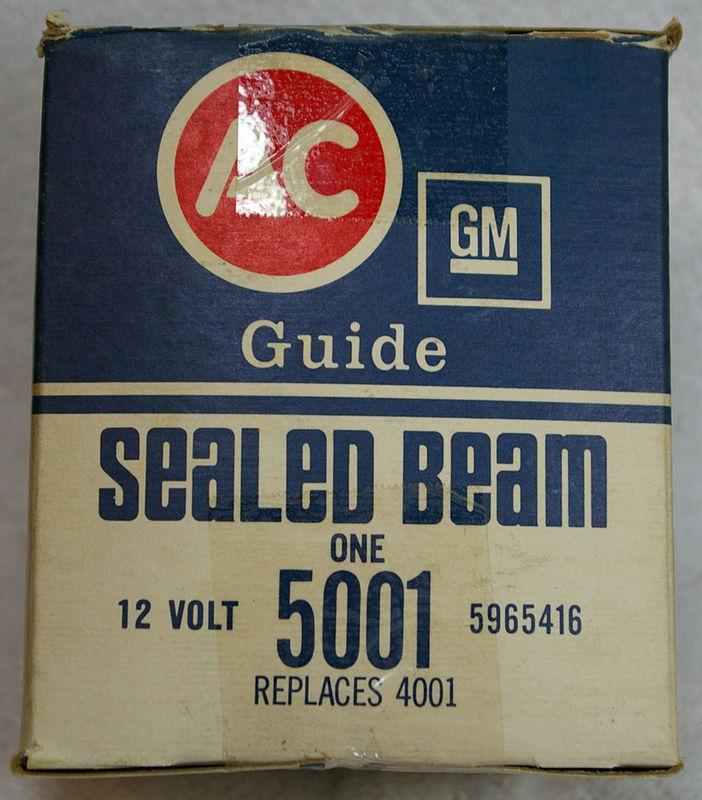 AC
GM
Guide
SeaLeD Beam
ONE
12 VOLT 5001 5965416
REPLACES 4001